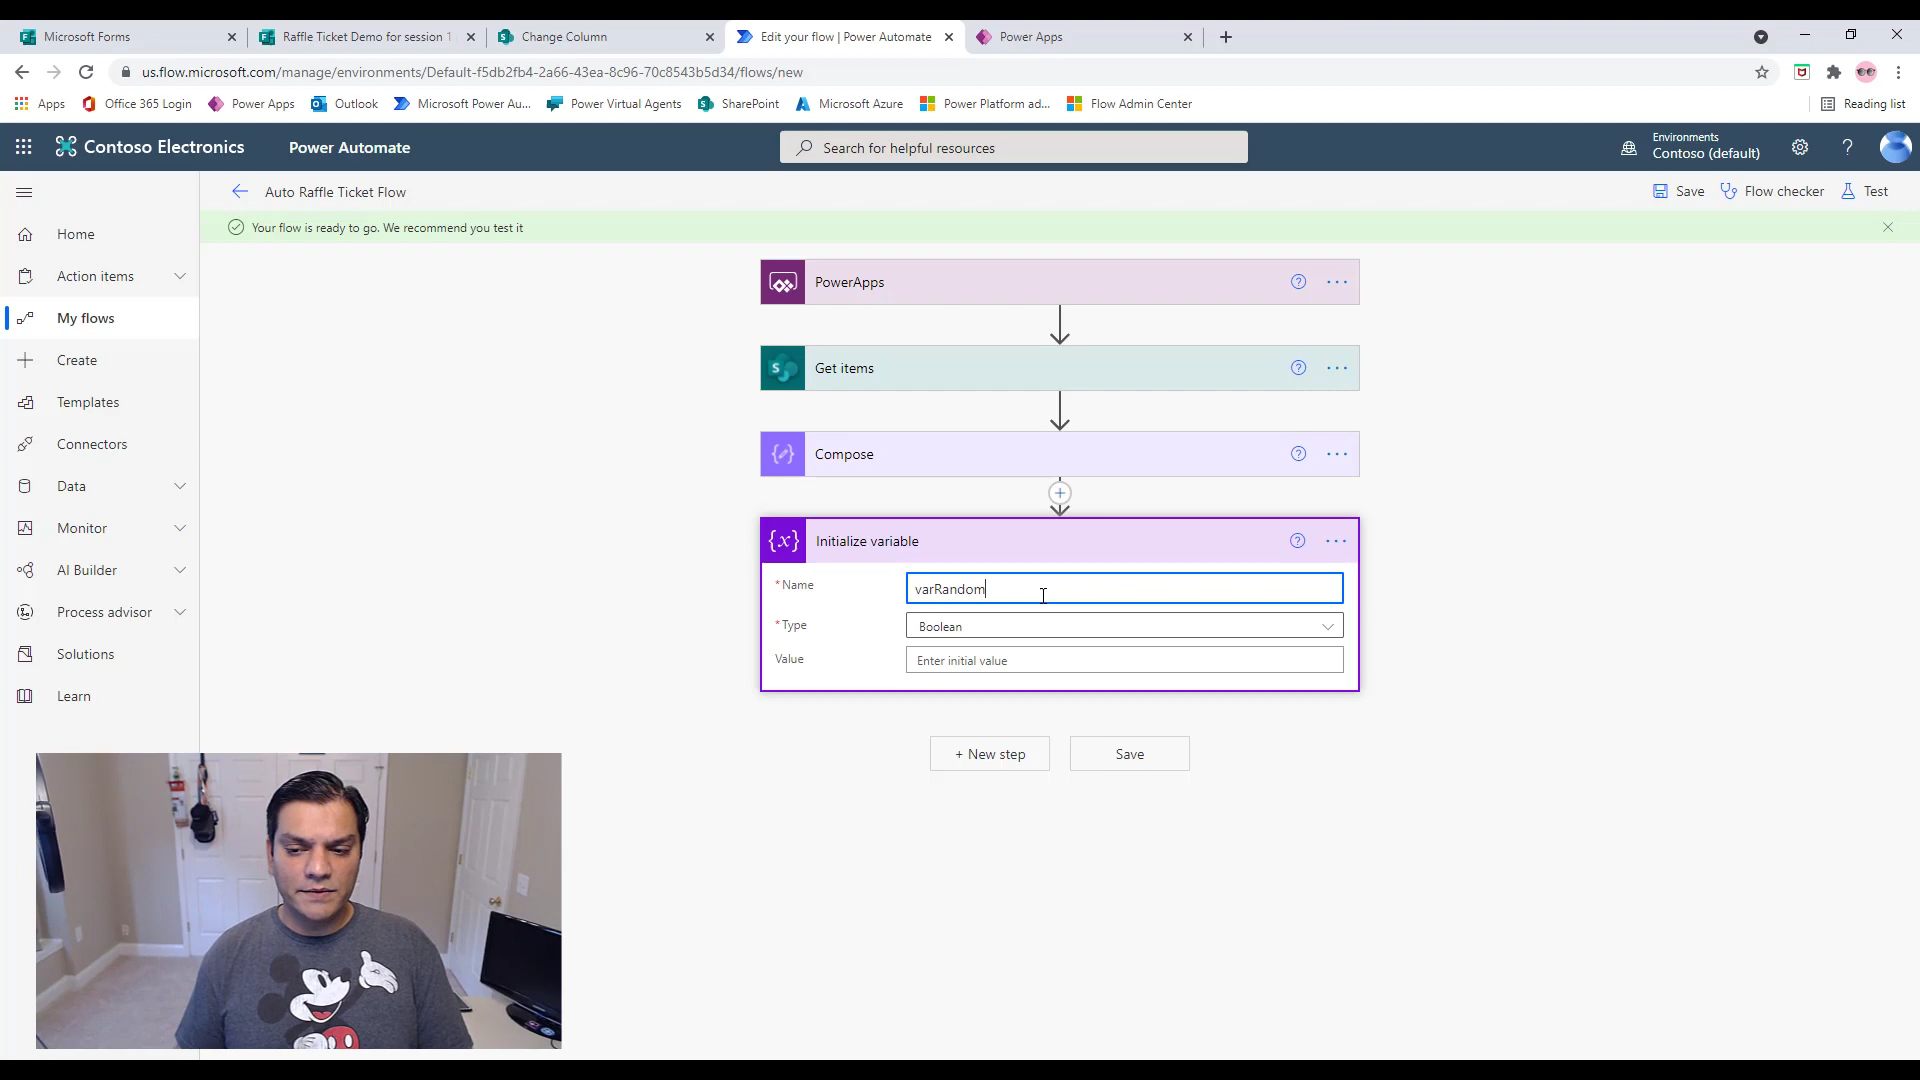 Microsoft Forms
Raffle Ticket Demo for session 1
Change Column
Edit your flow | Power Automate
Power Apps
us.flow.microsoft.com/manage/environments/Default-f5db2fb4-2a66-43ea-8c96-70c8543b5d34/flows/new
Apps
Office 365 Login
Power Apps
Outlook
Microsoft Power Au...
Power Virtual Agents
SharePoint
Microsoft Azure
Power Platform ad...
Flow Admin Center
Reading list
Contoso Electronics
Power Automate
Search for helpful resources
Environments
Contoso (default)
Auto Raffle Ticket Flow
Save
Flow checker
Test
Your flow is ready to go. We recommend you test it
Home
Action items
My flows
Create
Templates
Connectors
Data
Monitor
AI Builder
Process advisor
Solutions
Learn
PowerApps
Get items
Compose
{x} Initialize variable
* Name
varRandom
* Type
Boolean
Value
Enter initial value
+ New step
Save